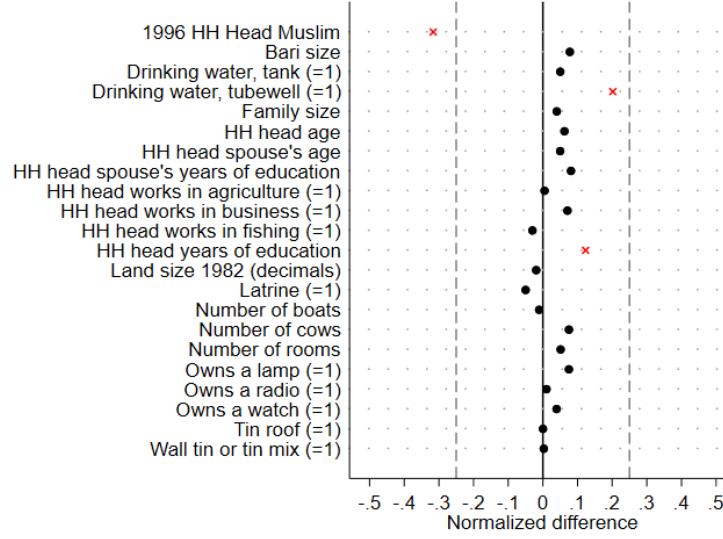 1996 HH Head Muslim
Bari size
Drinking water, tank (=1)
Drinking water, tubewell (=1)
Family size
HH head age
HH head spouse's age
HH head spouse's years of education
HH head works in agriculture (=1)
HH head works in business (=1)
HH head works in fishing (=1)
HH head years of education
Land size 1982 (decimals)
Latrine (=1)
Number of boats
Number of cows
Number of rooms
Owns a lamp (=1)
Owns a radio (=1)
Owns a watch (=1)
Tin roof (=1)
Wall tin or tin mix (=1)
-.5 -.4 -.3 -.2 -.1 0 .1 .2 .3 .4 .5
Normalized difference